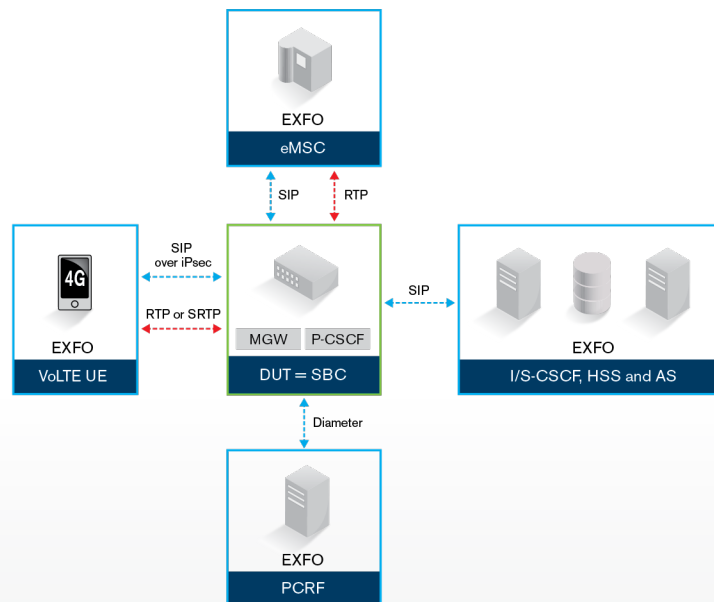 EXFO
eMSC
SIP
RTP
SIP
over iPsec
RTP or SRTP
4G
EXFO
VoLTE UE
MGW
P-CSCF
DUT = SBC
SIP
EXFO
I/S-CSCF, HSS and AS
Diameter
EXFO
PCRF